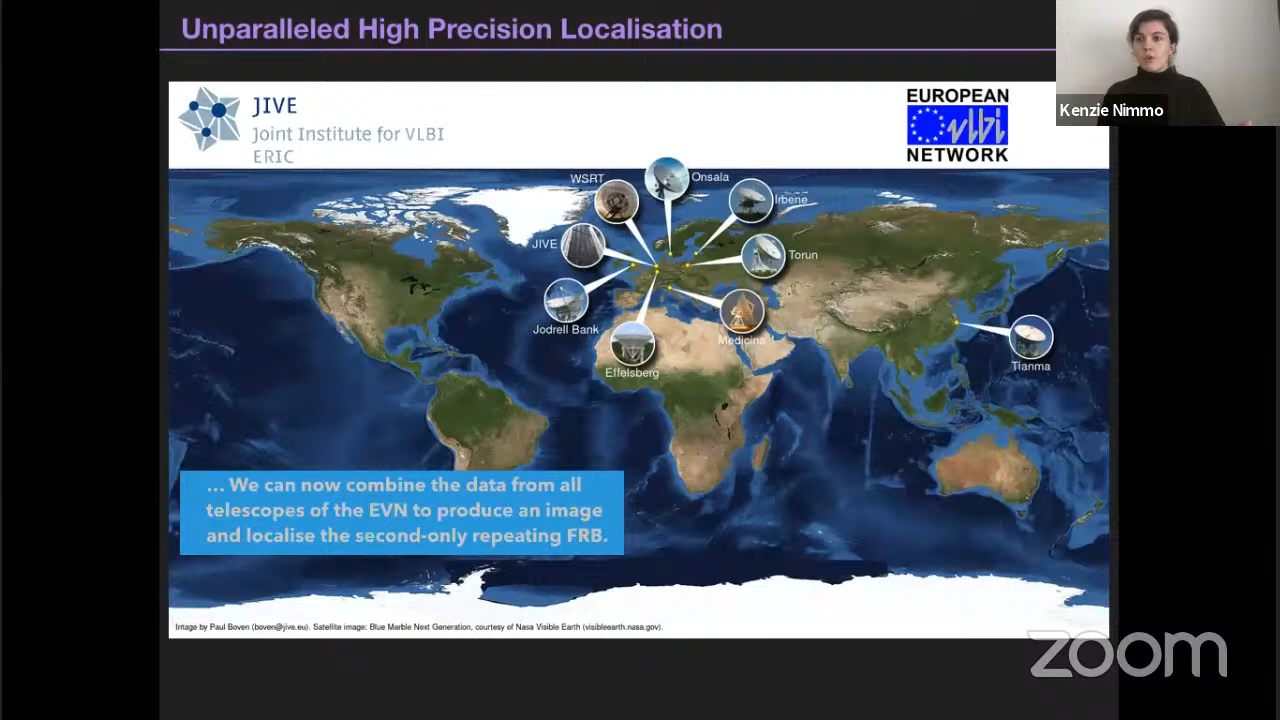 Unparalleled High Precision Localisation
Kenzie Nimmo
JIVE
Joint Institute for VLBI
ERIC
EUROPEAN
vlbi
NETWORK
WSRT
Onsala
Irbene
JIVE
Torun
Jodrell Bank
Medicina
Effelsberg
Tianma
... We can now combine the data from all
telescopes of the EVN to produce an image
and localise the second-only repeating FRB.
Image by Paul Boven (boven@jive.eu). Satellite image: Blue Marble Next Generation, courtesy of Nasa Visible Earth (visibleearth.nasa.gov).
zoom